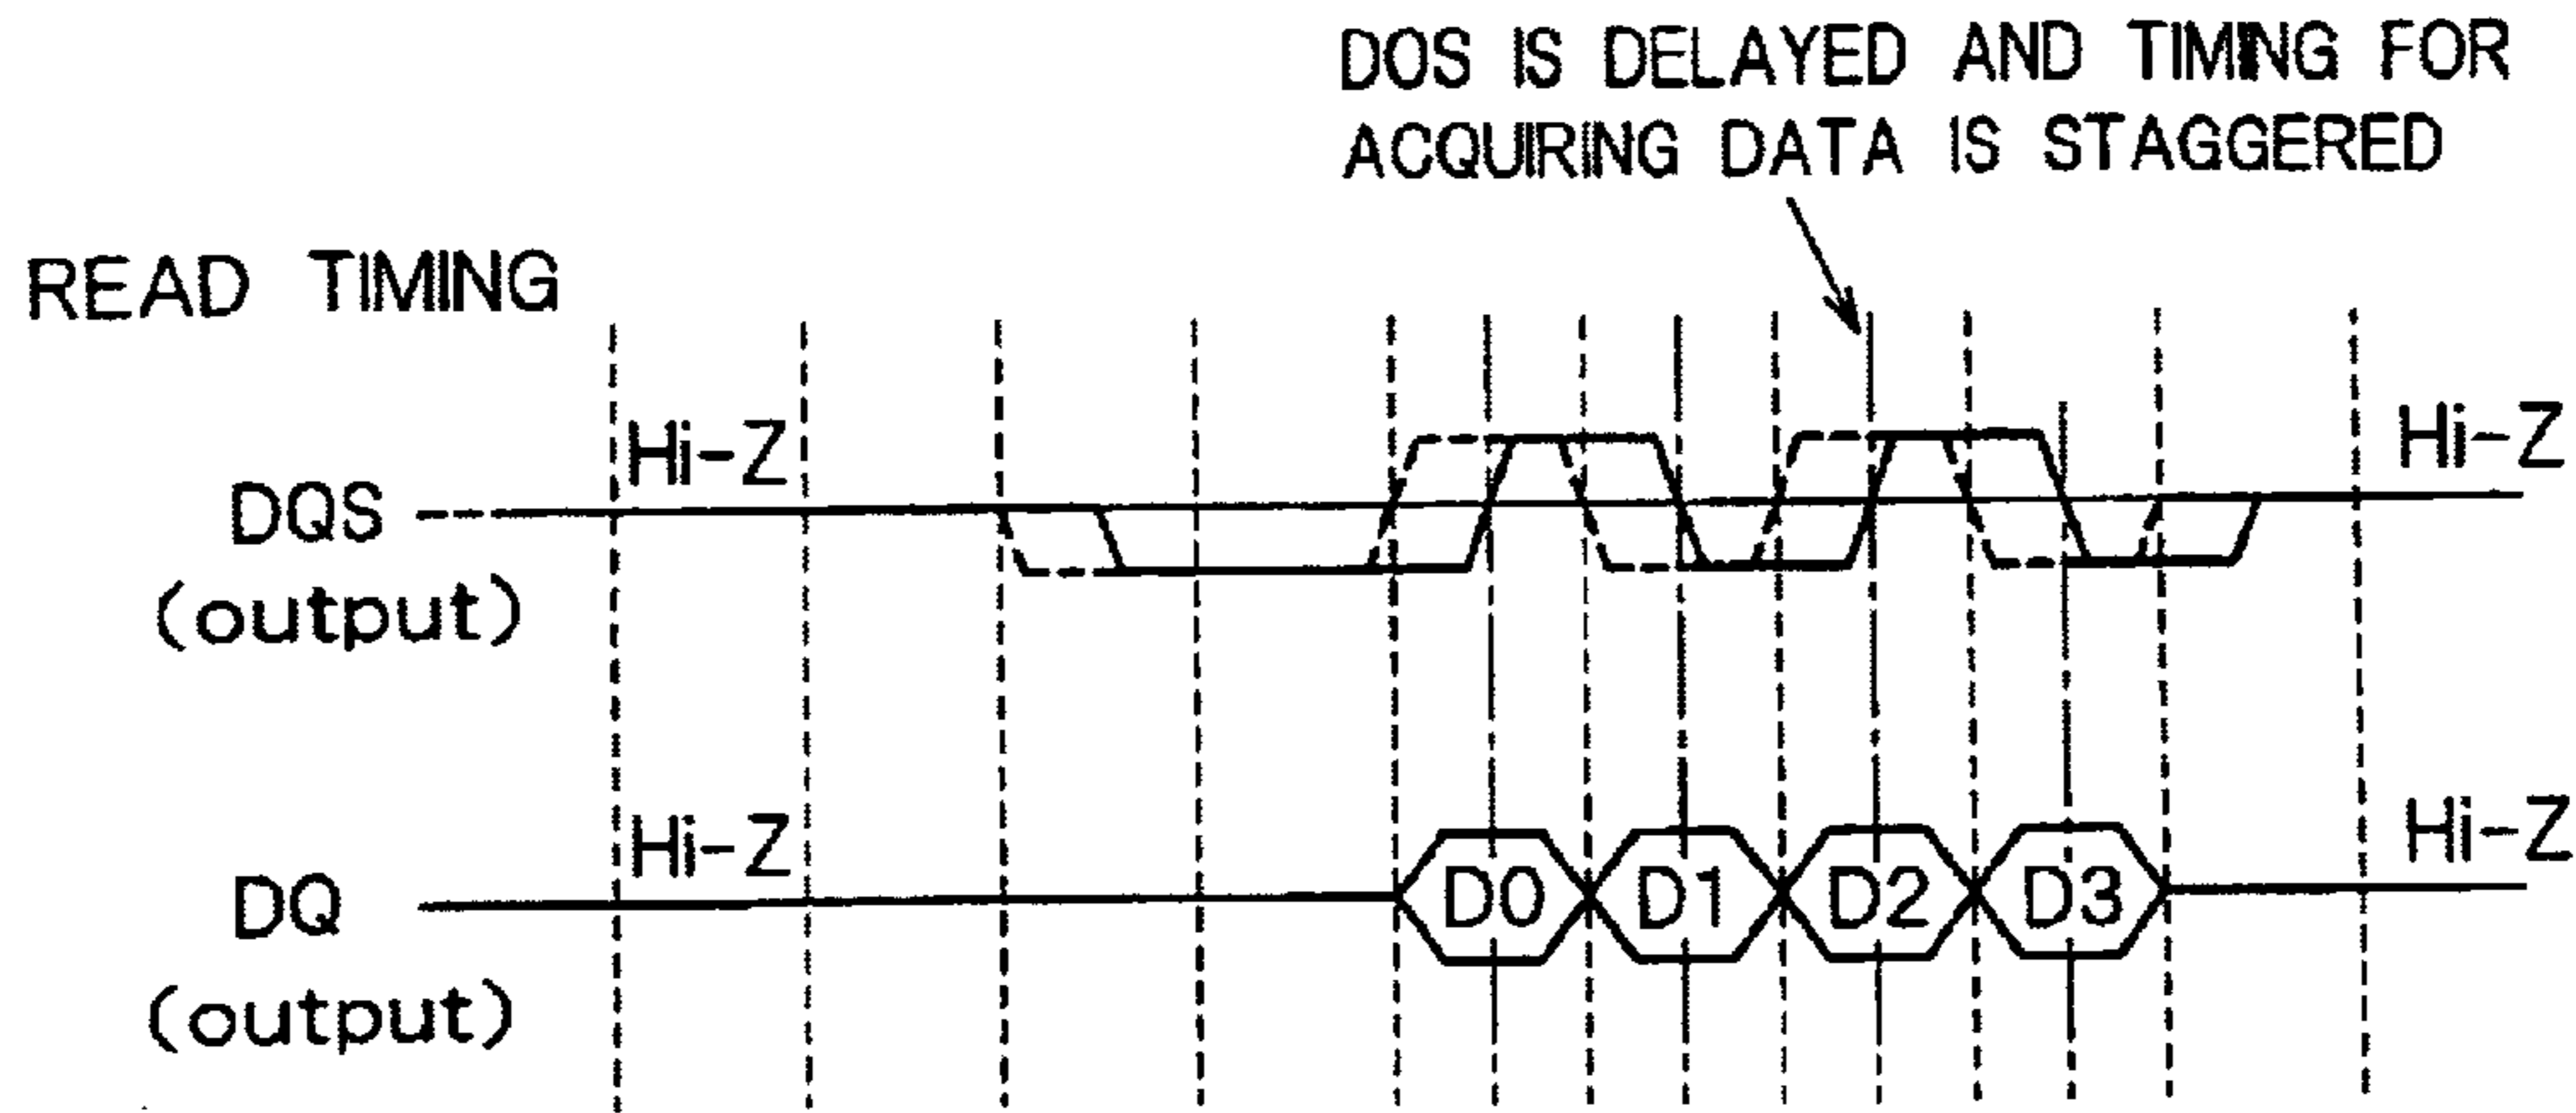 DOS IS DELAYED AND TIMING FOR
ACQUIRING DATA IS STAGGERED
READ TIMING
Hi-Z
Hi-Z
DQS
(output)
Hi-Z
Hi-Z
DQ
(output)
D0 D1 D2 D3